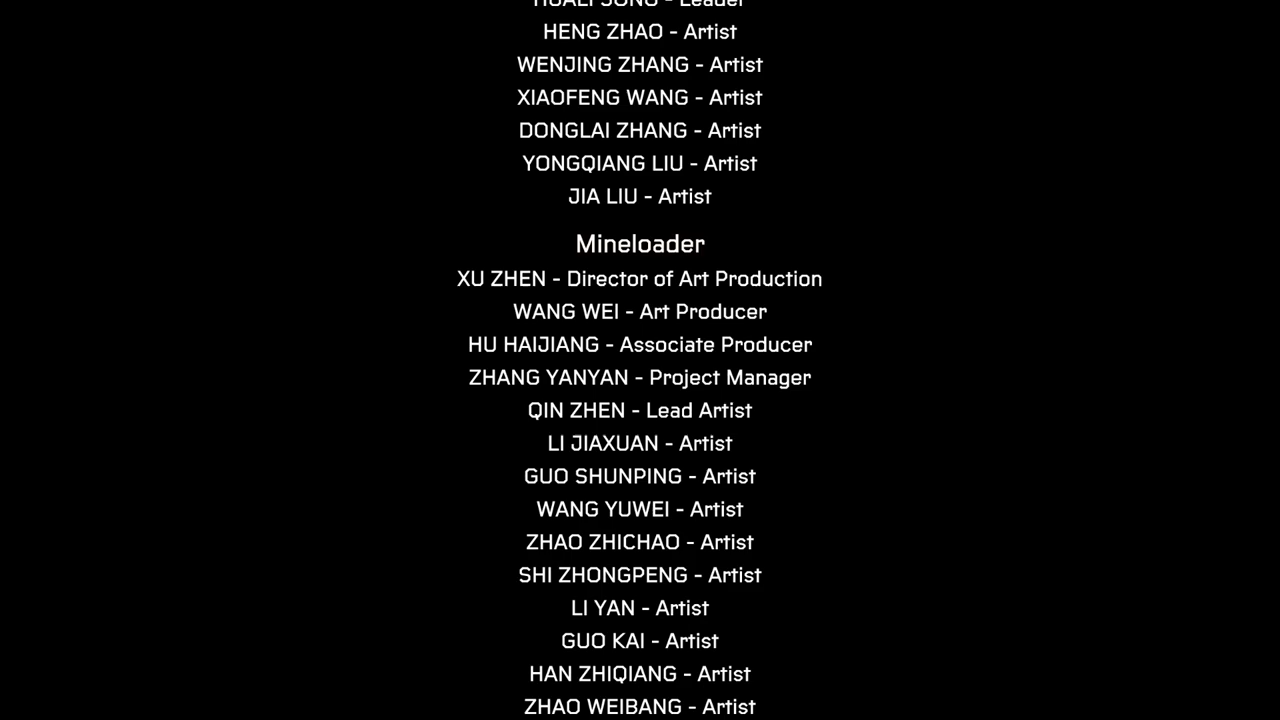 HENG ZHAO - Artist
WENJING ZHANG - Artist
XIAOFENG WANG - Artist
DONGLAI ZHANG - Artist
YONGQIANG LIU - Artist
JIA LIU - Artist
Mineloader
XU ZHEN - Director of Art Production
WANG WEI - Art Producer
HU HAIJIANG - Associate Producer
ZHANG YANYAN - Project Manager
QIN ZHEN - Lead Artist
LI JIAXUAN - Artist
GUO SHUNPING - Artist
WANG YUWEI - Artist
ZHAO ZHICHAO - Artist
SHI ZHONGPENG - Artist
LI YAN - Artist
GUO KAI - Artist
HAN ZHIQIANG - Artist
ZHAO WEIBANG - Artist